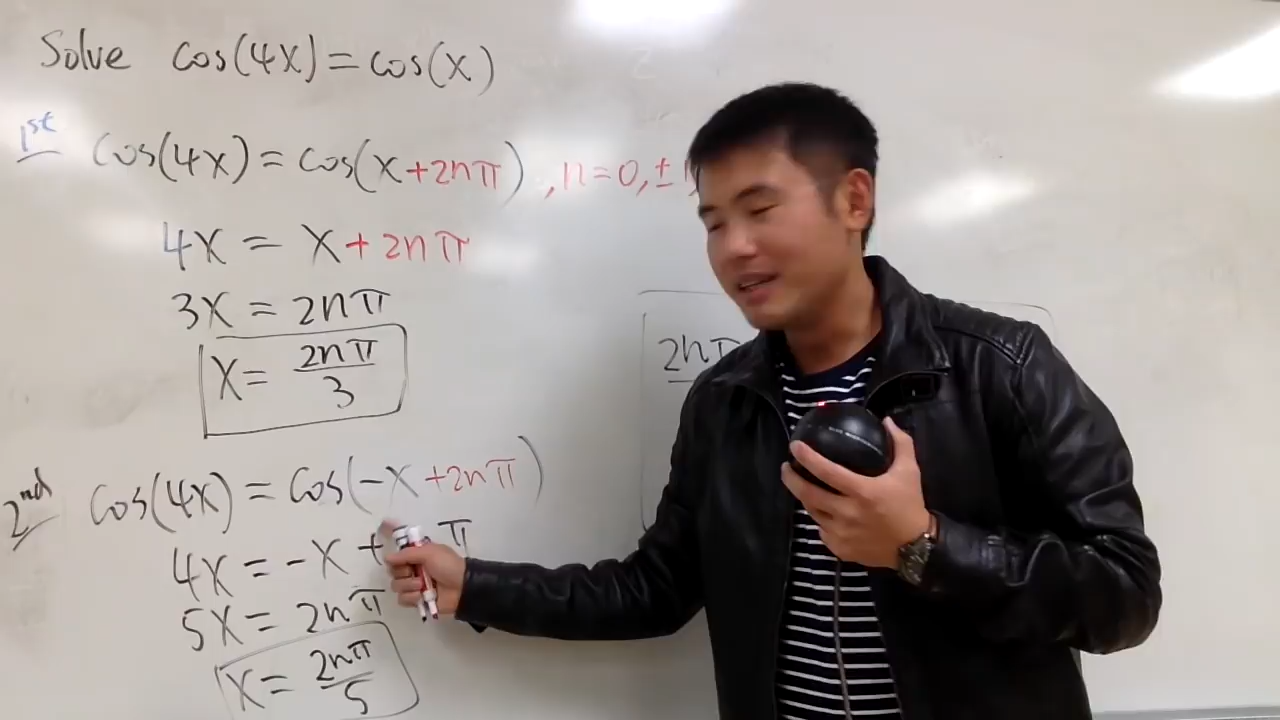 Solve cos(4x)=cos(x)
1st cos(4x)=cos(x+2nπ), n=0,±1,
4x = x+2nπ
3x = 2nπ
x= 2nπ/3
2nπ
2nd cos(4x) = cos(-x+2nπ)
4x = -x + π
5x = 2nπ
x= 2nπ/5